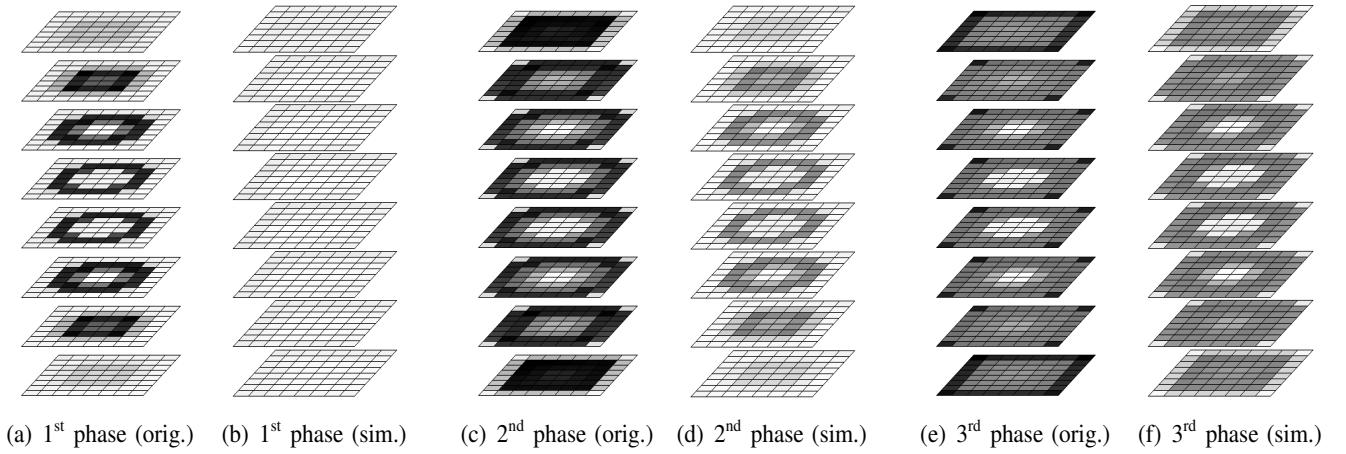 (a) 1st phase (orig.) (b) 1st phase (sim.) (c) 2nd phase (orig.) (d) 2nd phase (sim.) (e) 3rd phase (orig.) (f) 3rd phase (sim.)